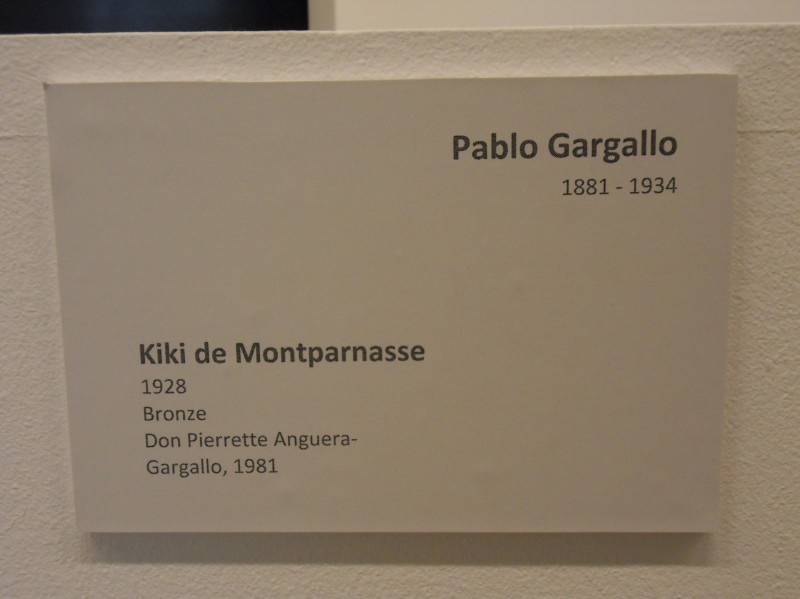 Pablo Gargallo
1881 - 1934
Kiki de Montparnasse
1928
Bronze
Don Pierrette Anguera-
Gargallo, 1981